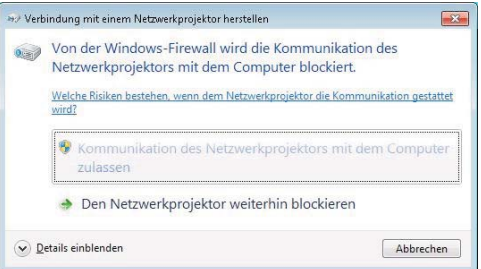 Verbindung mit einem Netzwerkprojektor herstellen
Von der Windows-Firewall wird die Kommunikation des
Netzwerkprojektors mit dem Computer blockiert.
Welche Risiken bestehen, wenn dem Netzwerkprojektor die Kommunikation gestattet
wird?
Kommunikation des Netzwerkprojektors mit dem Computer
zulassen
Den Netzwerkprojektor weiterhin blockieren
Details einblenden
Abbrechen